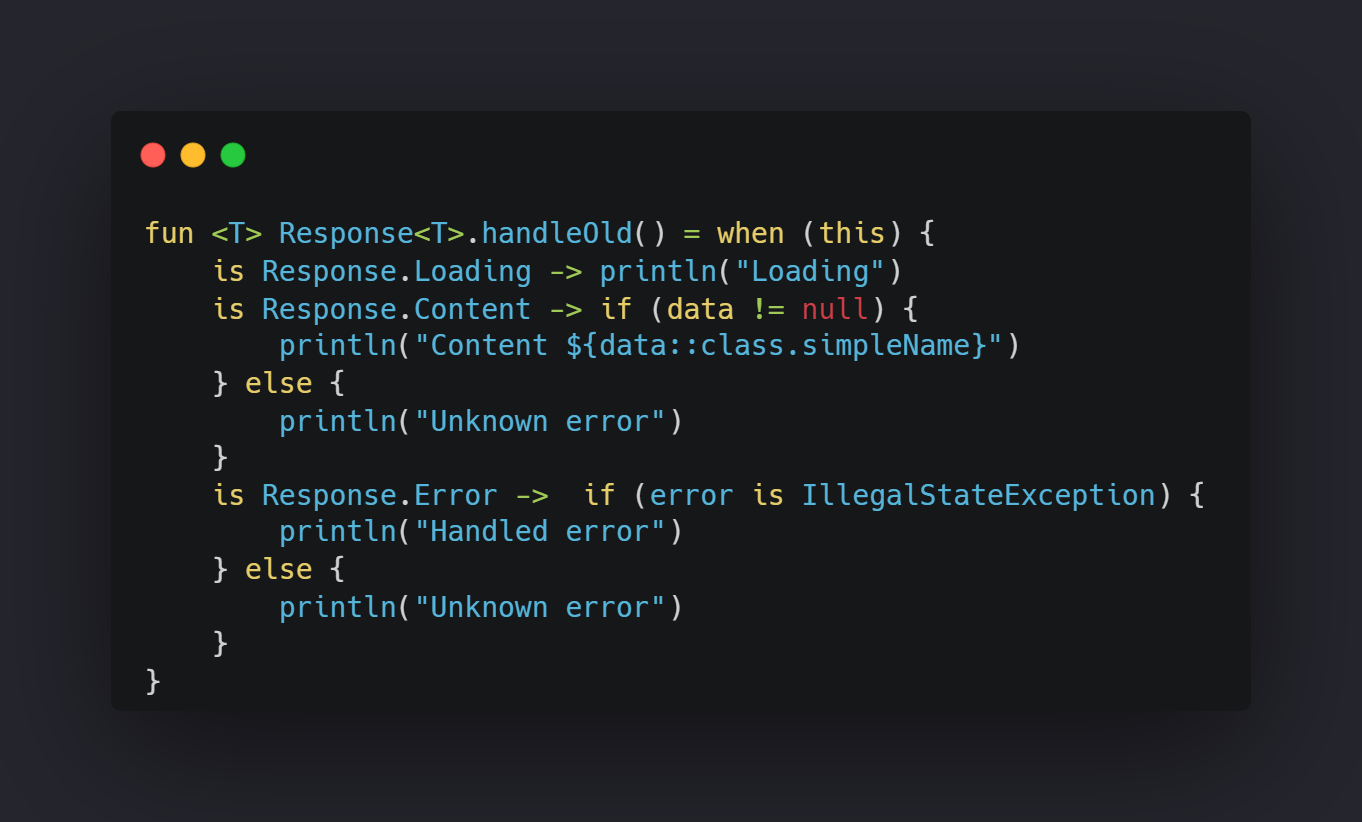 fun <T> Response<T>.handleOld() = when (this) {
    is Response.Loading -> println("Loading")
    is Response.Content -> if (data != null) {
        println("Content ${data::class.simpleName}")
    } else {
        println("Unknown error")
    }
    is Response.Error ->  if (error is IllegalStateException) {
        println("Handled error")
    } else {
        println("Unknown error")
    }
}